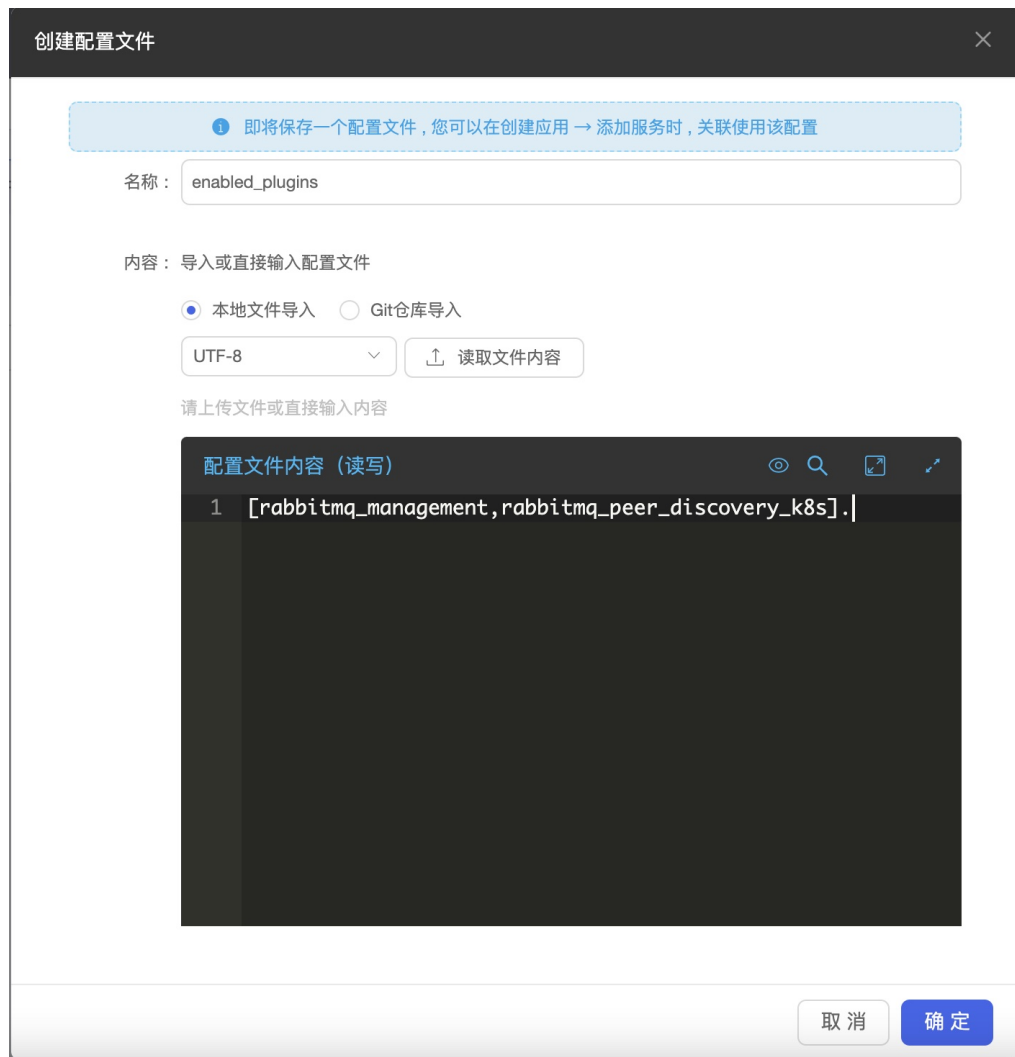 创建配置文件
即将保存一个配置文件 , 您可以在创建应用 → 添加服务时 , 关联使用该配置
名称 : enabled_plugins
内容 : 导入或直接输入配置文件
本地文件导入 Git仓库导入
UTF-8 读取文件内容
请上传文件或直接输入内容
配置文件内容（读写）
1 [rabbitmq_management,rabbitmq_peer_discovery_k8s].
取 消 确 定